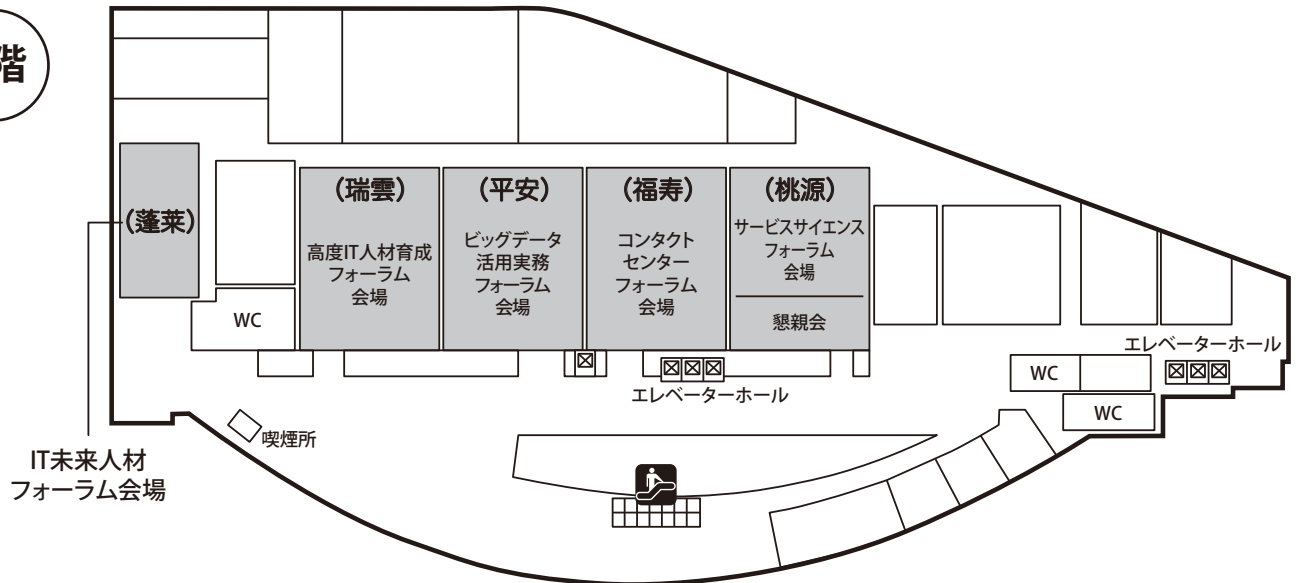 階
（蓬莱）
IT未来人材
フォーラム会場
（瑞雲）
高度IT人材育成
フォーラム
会場
（平安）
ビッグデータ
活用実務
フォーラム
会場
（福寿）
コンタクト
センター
フォーラム
会場
（桃源）
サービスサイエンス
フォーラム
会場
懇親会
WC
エレベーターホール
エレベーターホール
WC
WC
喫煙所